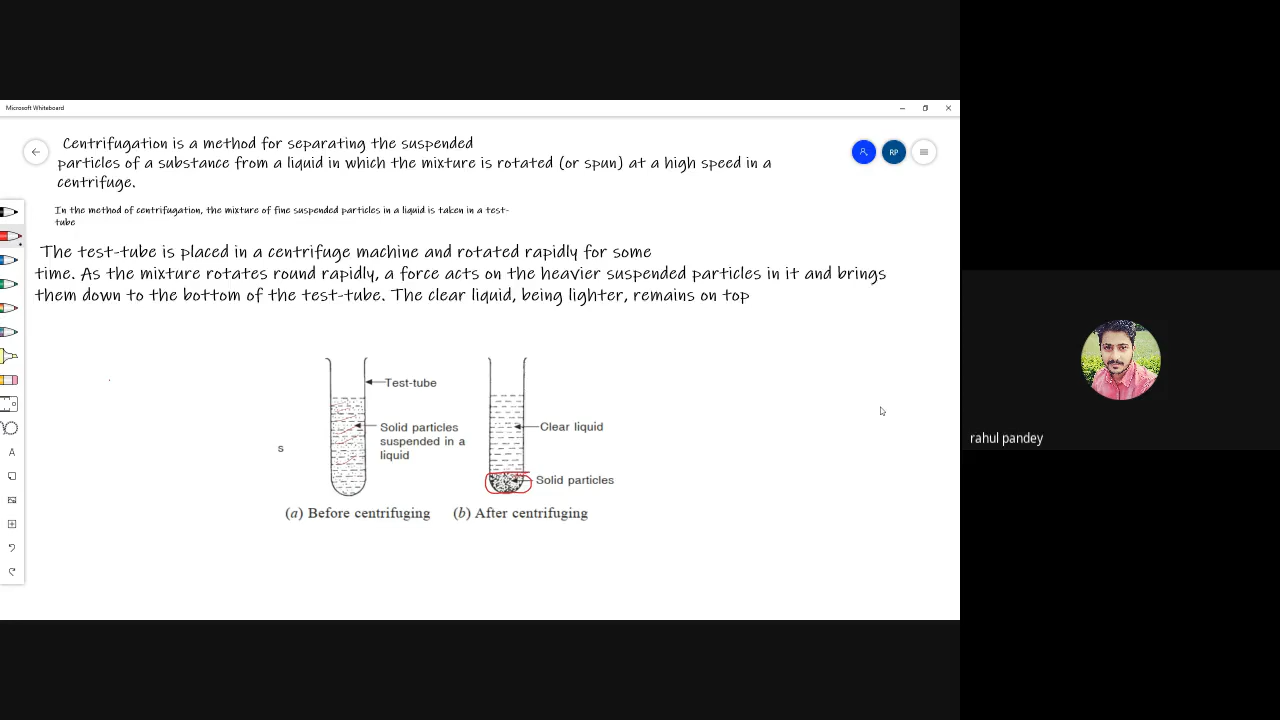 Microsoft Whiteboard
Centrifugation is a method for separating the suspended
particles of a substance from a liquid in which the mixture is rotated (or spun) at a high speed in a
centrifuge.
RP
In the method of centrifugation, the mixture of fine suspended particles in a liquid is taken in a test-
tube
The test-tube is placed in a centrifuge machine and rotated rapidly for some
time. As the mixture rotates round rapidly, a force acts on the heavier suspended particles in it and brings
them down to the bottom of the test-tube. The clear liquid, being lighter, remains on top
Test-tube
Solid particles
suspended in a
liquid
s
Clear liquid
Solid particles
(a) Before centrifuging
(b) After centrifuging
A
rahul pandey